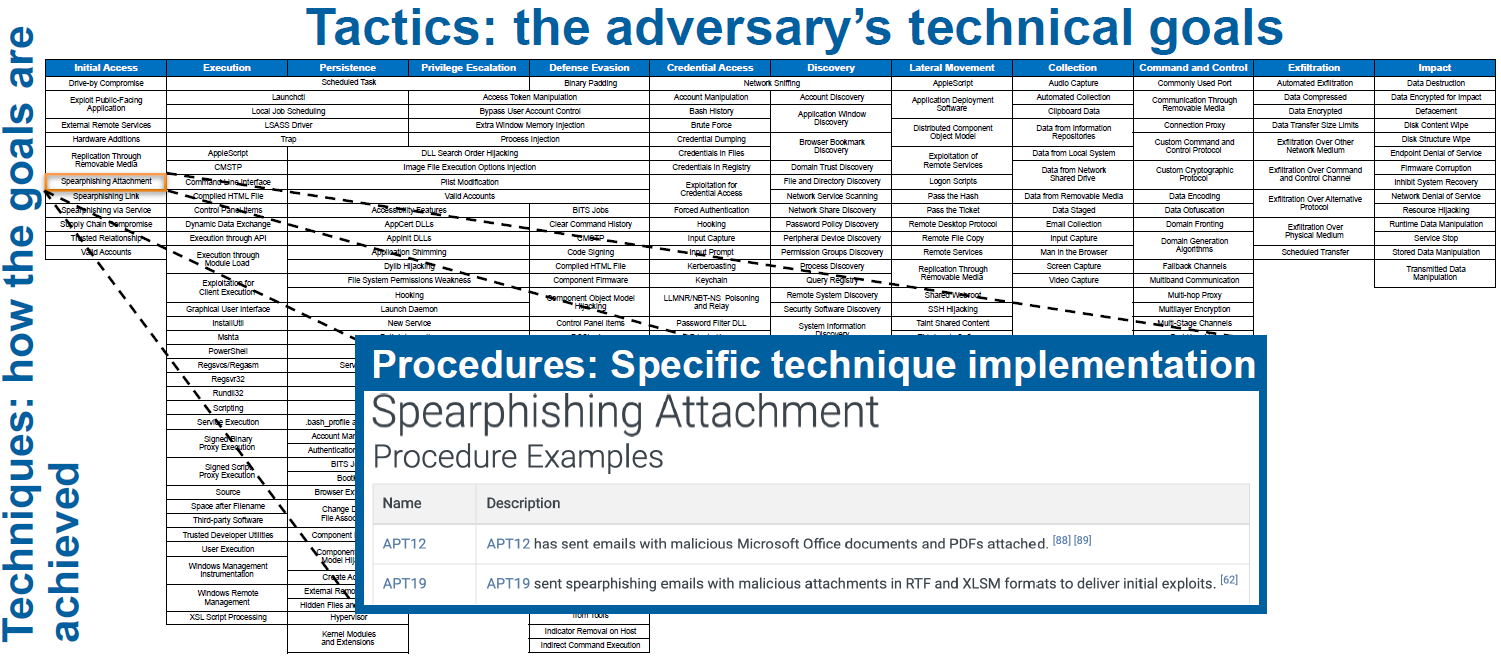 Tactics: the adversary's technical goals
Techniques: how the goals are
achieved
Initial Access
Drive-by Compromise
Exploit Public-Facing
Application
External Remote Services
Hardware Additions
Replication Through
Removable Media
Spearphishing Attachment
Spearphishing Link
Spearphishing via Service
Supply Chain Compromise
Trusted Relationship
Valid Accounts
Execution
Persistence
Privilege Escalation
Scheduled Task
Launchctl
Local Job Scheduling
LSASS Driver
Trap
AppleScript
CMSTP
Command-Line Interface
Compiled HTML File
Control Panel Items
Dynamic Data Exchange
Execution through API
Execution through
Module Load
Exploitation for
Client Execution
Graphical User Interface
InstallUtil
Mshta
PowerShell
Regsvcs/Regasm
Regsvr32
Rundll32
Scripting
Service Execution
Signed Binary
Proxy Execution
Signed Script
Proxy Execution
Source
Space after Filename
Third-party Software
Trusted Developer Utilities
User Execution
Windows Management
Instrumentation
Windows Remote
Management
XSL Script Processing
Access Token Manipulation
Bypass User Account Control
Extra Window Memory Injection
Process Injection
DLL Search Order Hijacking
Image File Execution Options Injection
Plist Modification
Valid Accounts
Accessibility Features
AppCert DLLs
AppInit DLLs
Application Shimming
Dylib Hijacking
File System Permissions Weakness
Hooking
Launch Daemon
New Service
.bash_profile
Account
Authentication
BITS
Browser
Change
File
Component
Component
Model
Create
External
Hidden Files and
Hypervisor
Kernel Modules
and Extensions
Defense Evasion
Binary Padding
BITS Jobs
Clear Command History
CMSTP
Code Signing
Compiled HTML File
Component Firmware
Component Object Model
Hijacking
Control Panel Items
from Tools
Indicator Removal on Host
Indirect Command Execution
Credential Access
Discovery
Network Sniffing
Account Manipulation
Bash History
Brute Force
Credential Dumping
Credentials in Files
Credentials in Registry
Exploitation for
Credential Access
Forced Authentication
Hooking
Input Capture
Input Prompt
Kerberoasting
Keychain
LLMNR/NBT-NS Poisoning
and Relay
Password Filter DLL
Account Discovery
Application Window
Discovery
Browser Bookmark
Discovery
Domain Trust Discovery
File and Directory Discovery
Network Service Scanning
Network Share Discovery
Password Policy Discovery
Peripheral Device Discovery
Permission Groups Discovery
Process Discovery
Query Registry
Remote System Discovery
Security Software Discovery
System Information
Discovery
Lateral Movement
AppleScript
Application Deployment
Software
Distributed Component
Object Model
Exploitation of
Remote Services
Logon Scripts
Pass the Hash
Pass the Ticket
Remote Desktop Protocol
Remote File Copy
Remote Services
Replication Through
Removable Media
Shared Webroot
SSH Hijacking
Taint Shared Content
Collection
Audio Capture
Automated Collection
Clipboard Data
Data from Information
Repositories
Data from Local System
Data from Network
Shared Drive
Data from Removable Media
Data Staged
Email Collection
Input Capture
Man in the Browser
Screen Capture
Video Capture
Command and Control
Commonly Used Port
Communication Through
Removable Media
Connection Proxy
Custom Command and
Control Protocol
Custom Cryptographic
Protocol
Data Encoding
Data Obfuscation
Domain Fronting
Domain Generation
Algorithms
Fallback Channels
Multiband Communication
Multi-hop Proxy
Multilayer Encryption
Multi-Stage Channels
Exfiltration
Automated Exfiltration
Data Compressed
Data Encrypted
Data Transfer Size Limits
Exfiltration Over Other
Network Medium
Exfiltration Over Command
and Control Channel
Exfiltration Over Alternative
Protocol
Exfiltration Over
Physical Medium
Scheduled Transfer
Impact
Data Destruction
Data Encrypted for Impact
Defacement
Disk Content Wipe
Disk Structure Wipe
Endpoint Denial of Service
Firmware Corruption
Inhibit System Recovery
Network Denial of Service
Resource Hijacking
Runtime Data Manipulation
Service Stop
Stored Data Manipulation
Transmitted Data
Manipulation
Procedures: Specific technique implementation
Spearphishing Attachment
Procedure Examples
Name Description
APT12 APT12 has sent emails with malicious Microsoft Office documents and PDFs attached. [88] [89]
APT19 APT19 sent spearphishing emails with malicious attachments in RTF and XLSM formats to deliver initial exploits. [62]